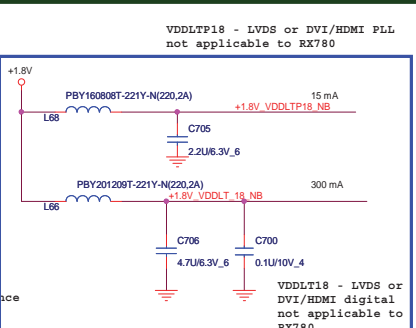 VDDLTP18 - LVDS or DVI/HDMI PLL
not applicable to RX780
+1.8V
PBY160808T-221Y-N(220,2A)
15 mA
+1.8V_VDDLTP18_NB
L68
C705
2.2U/6.3V_6
PBY201209T-221Y-N(220,2A)
300 mA
+1.8V_VDDLT_18_NB
L66
C706
C700
4.7U/6.3V_6
0.1U/10V_4
VDDLT18 - LVDS or
DVI/HDMI digital
nce
not applicable to
RX780